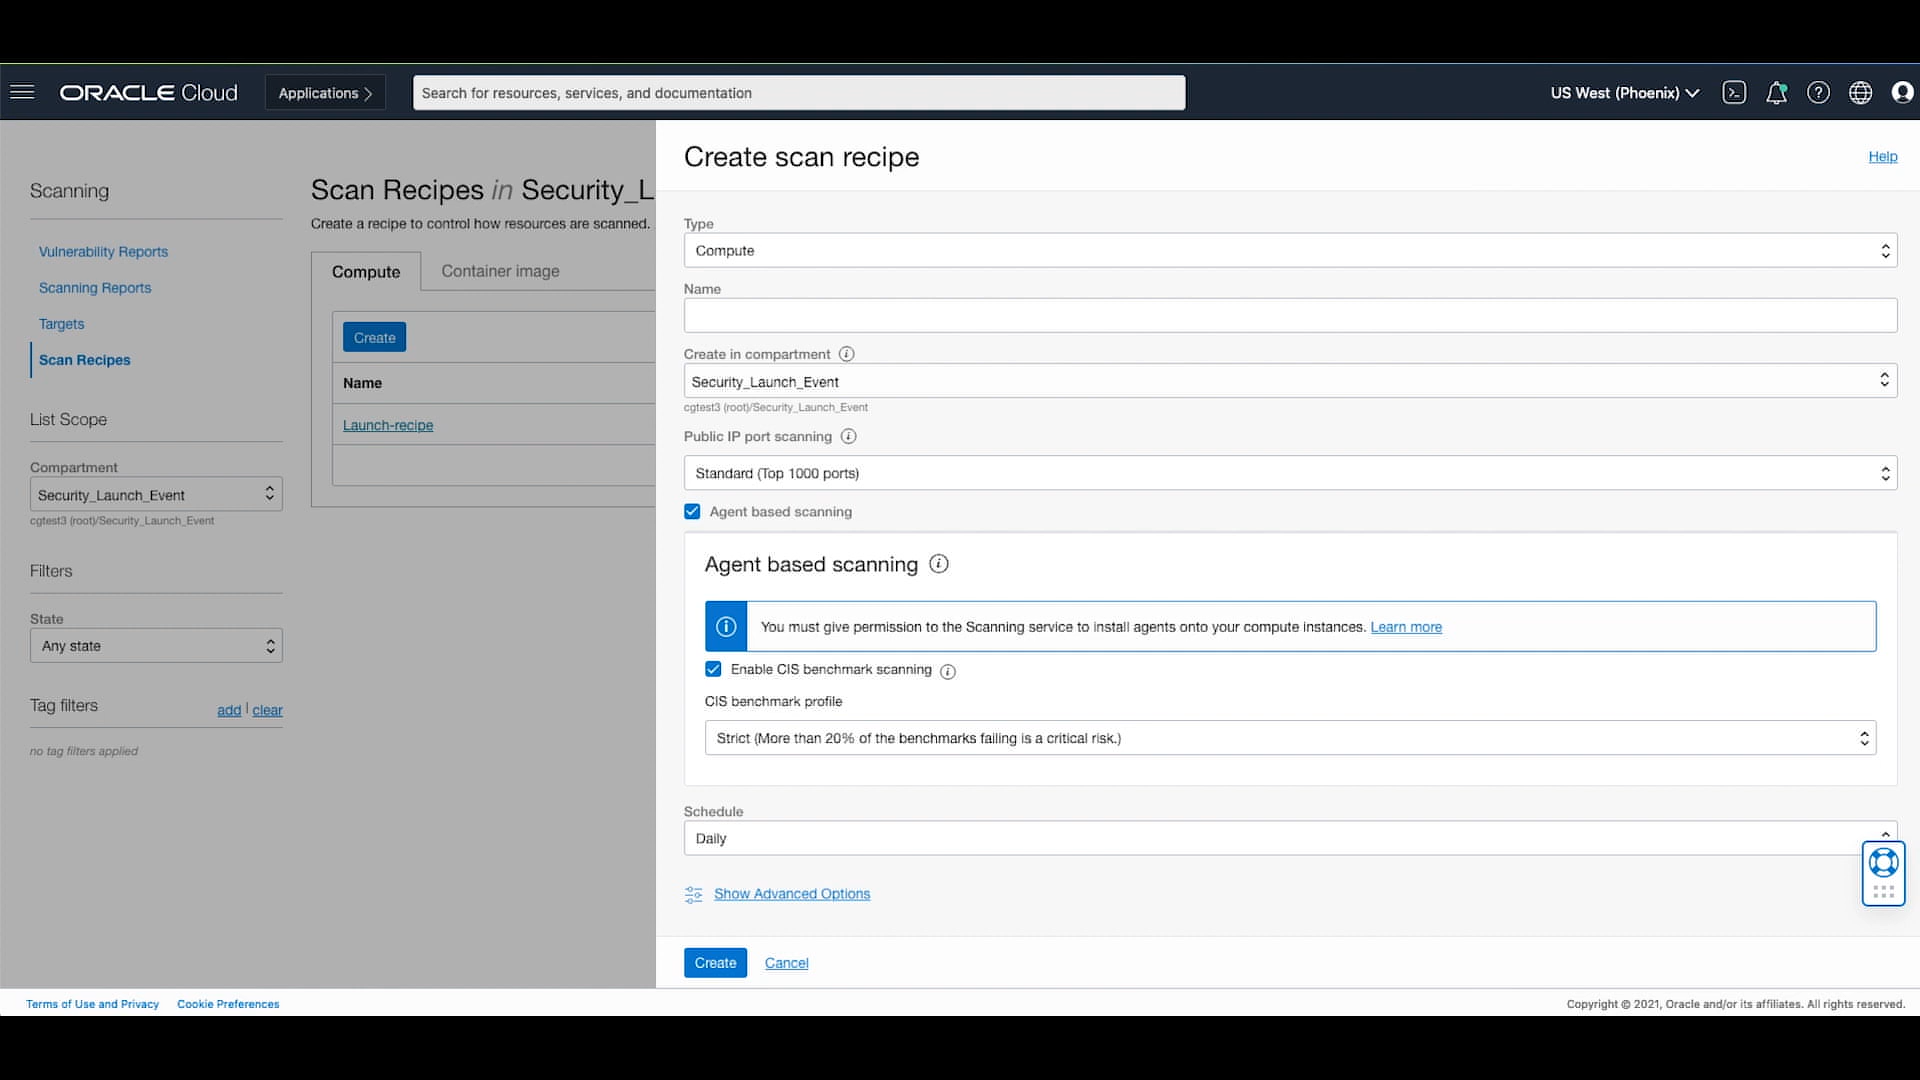 ORACLE Cloud
Applications
Search for resources, services, and documentation
US West (Phoenix)
Scanning
Vulnerability Reports
Scanning Reports
Targets
Scan Recipes
List Scope
Compartment
Security_Launch_Event
cgtest3 (root)/Security_Launch_Event
Filters
State
Any state
Tag filters
add | clear
no tag filters applied
Scan Recipes in Security_L
Create a recipe to control how resources are scanned.
Compute
Container image
Create
Name
Launch-recipe
Create scan recipe
Help
Type
Compute
Name
Create in compartment
Security_Launch_Event
cgtest3 (root)/Security_Launch_Event
Public IP port scanning
Standard (Top 1000 ports)
Agent based scanning
Agent based scanning
You must give permission to the Scanning service to install agents onto your compute instances. Learn more
Enable CIS benchmark scanning
CIS benchmark profile
Strict (More than 20% of the benchmarks failing is a critical risk.)
Schedule
Daily
Show Advanced Options
Create
Cancel
Terms of Use and Privacy
Cookie Preferences
Copyright © 2021, Oracle and/or its affiliates. All rights reserved.